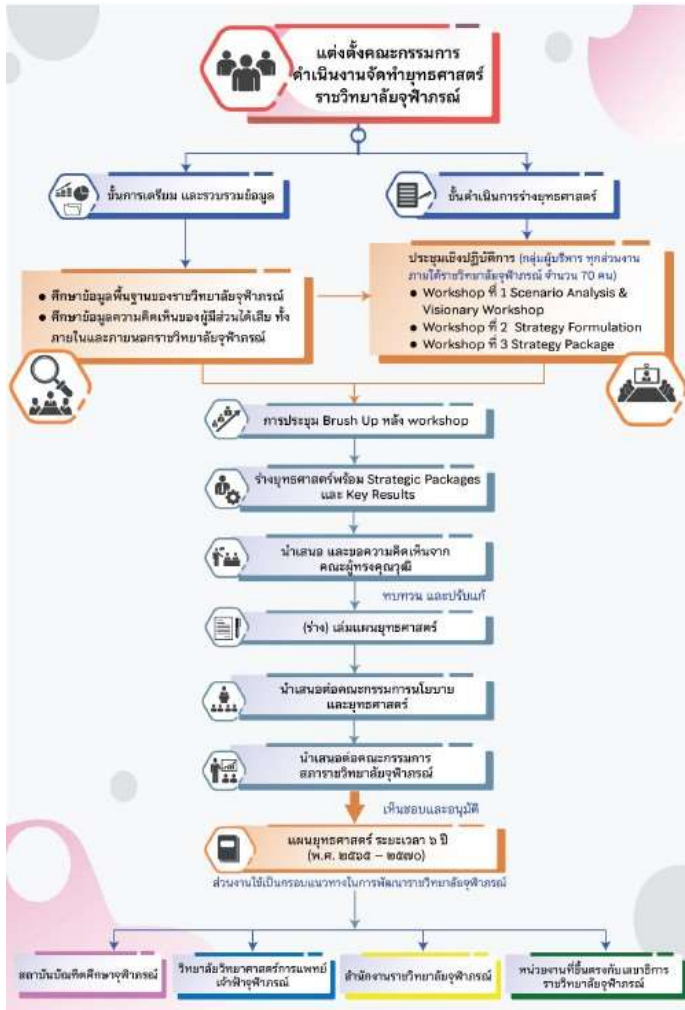 แต่งตั้งคณะกรรมการ
ดำเนินงานจัดทำยุทธศาสตร์
ราชวิทยาลัยจุฬาภรณ์
ขั้นการเตรียม และรวบรวมข้อมูล
ขั้นดำเนินการร่างยุทธศาสตร์
● ศึกษาข้อมูลพื้นฐานของราชวิทยาลัยจุฬาภรณ์
● ศึกษาข้อมูลความคิดเห็นของผู้มีส่วนได้เสีย ทั้ง
ภายในและภายนอกราชวิทยาลัยจุฬาภรณ์
ประชุมเชิงปฏิบัติการ (กลุ่มผู้บริหาร ทุกส่วนงาน
ภายใต้ราชวิทยาลัยจุฬาภรณ์ จำนวน 70 คน)
● Workshop ที่ 1 Scenario Analysis &
Visionary Workshop
● Workshop ที่ 2 Strategy Formulation
● Workshop ที่ 3 Strategy Package
การประชุม Brush Up หลัง workshop
ร่างยุทธศาสตร์พร้อม Strategic Packages
และ Key Results
นำเสนอ และขอความคิดเห็นจาก
คณะผู้ทรงคุณวุฒิ
ทบทวน และปรับแก้
(ร่าง) เล่มแผนยุทธศาสตร์
นำเสนอต่อคณะกรรมการนโยบาย
และยุทธศาสตร์
นำเสนอต่อคณะกรรมการ
สภาราชวิทยาลัยจุฬาภรณ์
เห็นชอบและอนุมัติ
แผนยุทธศาสตร์ ระยะเวลา ๖ ปี
(พ.ศ. ๒๕๖๕ – ๒๕๗๐)
ส่วนงานใช้เป็นกรอบแนวทางในการพัฒนาราชวิทยาลัยจุฬาภรณ์
สถาบันบัณฑิตศึกษาจุฬาภรณ์
วิทยาลัยวิทยาศาสตร์การแพทย์
เจ้าฟ้าจุฬาภรณ์
สำนักงานราชวิทยาลัยจุฬาภรณ์
หน่วยงานที่ขึ้นตรงกับเลขาธิการ
ราชวิทยาลัยจุฬาภรณ์